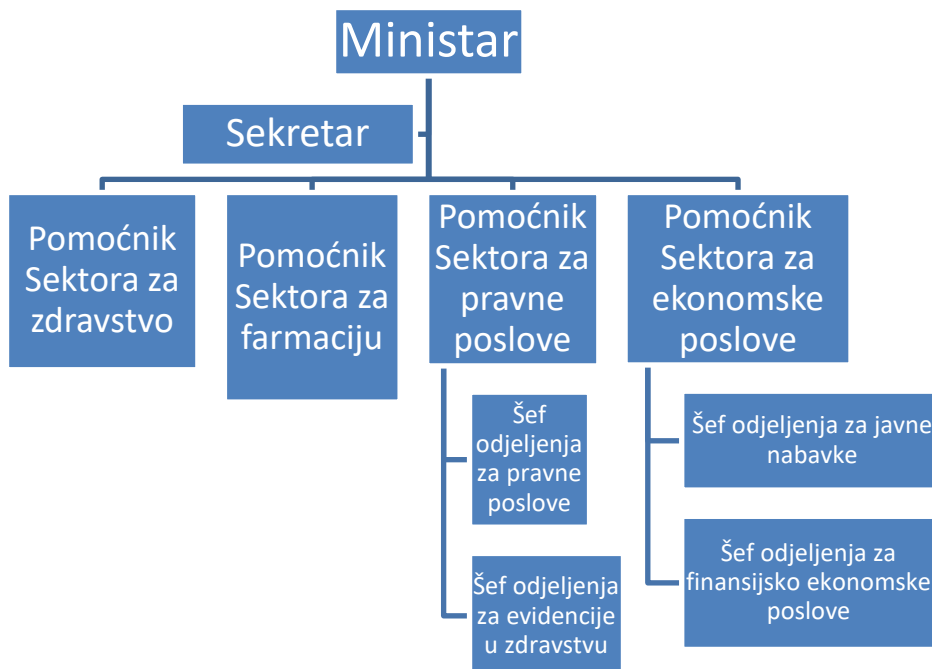 Ministar
Sekretar
Pomoćnik
Sektora za
zdravstvo
Pomoćnik
Sektora za
farmaciju
Pomoćnik
Sektora za
pravne
poslove
Pomoćnik
Sektora za
ekonomske
poslove
Šef
odjeljenja
za pravne
poslove
Šef odjeljenja
za evidencije
u zdravstvu
Šef odjeljenja za javne
nabavke
Šef odjeljenja za
finansijsko ekonomske
poslove